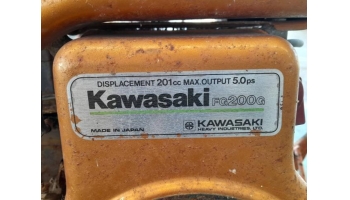 DISPLACEMENT 201cc MAX.OUTPUT 5.0ps
Kawasaki FG200G
MADE IN JAPAN
KAWASAKI
HEAVY INDUSTRIES, LTD.